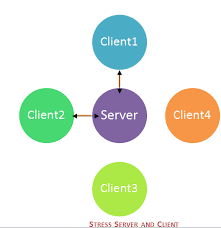 Client1
Client2
Server
Client4
Client3
STRESS SERVER AND CLIENT